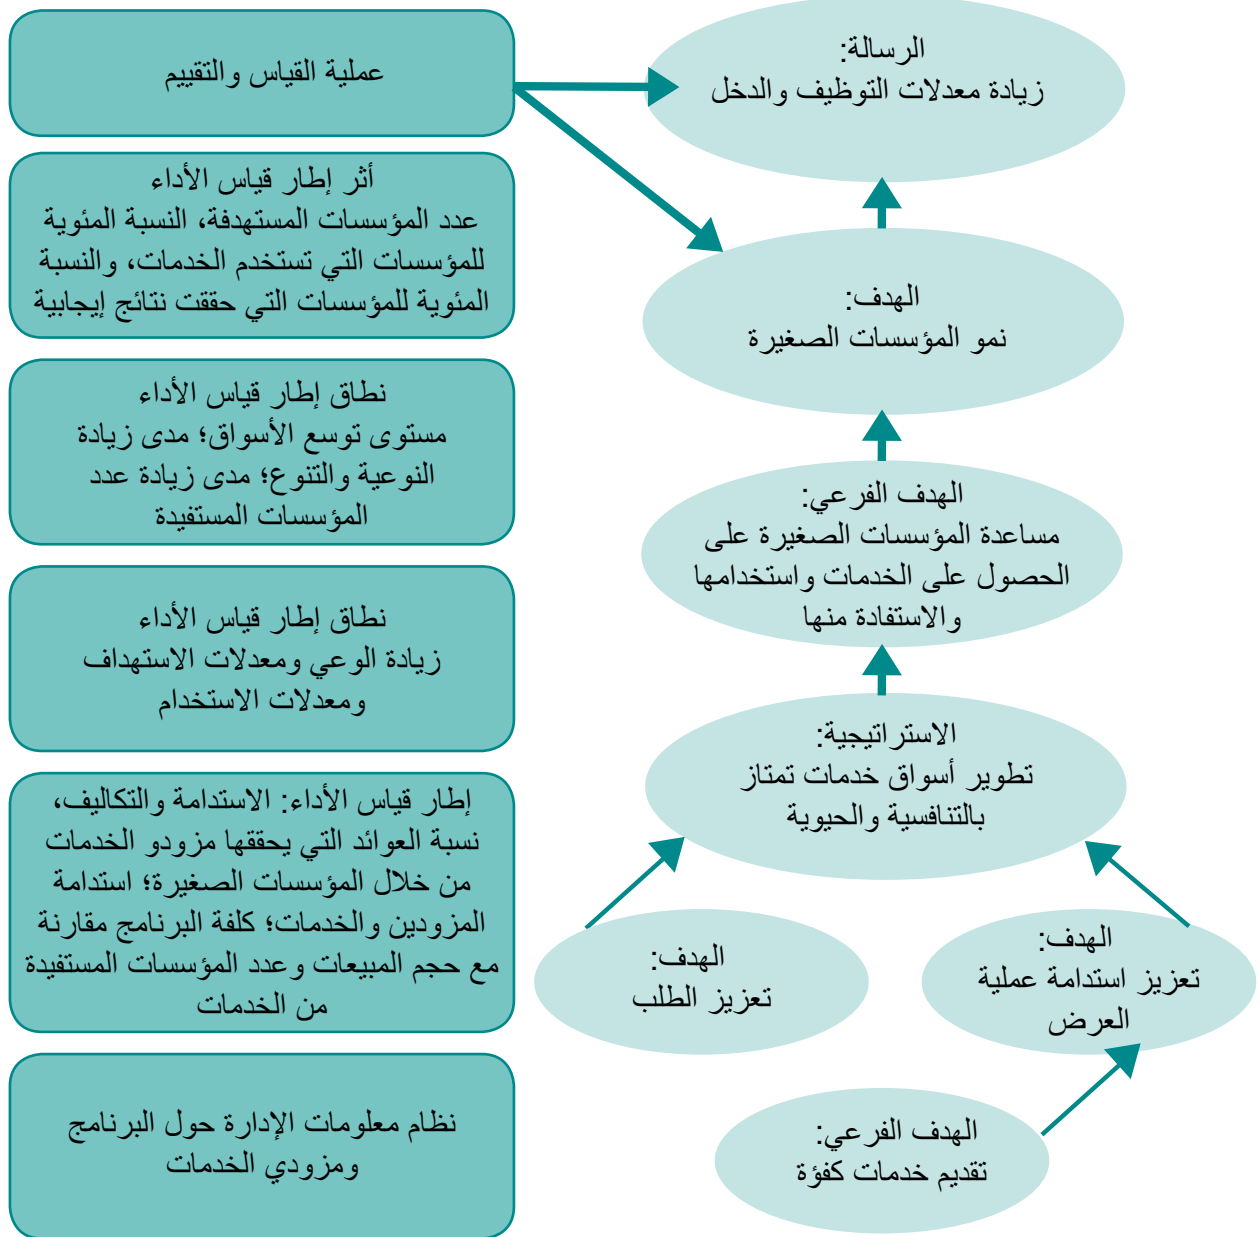 عملية القياس والتقييم
أثر إطار قياس الأداء
عدد المؤسسات المستهدفة، النسبة المئوية
للمؤسسات التي تستخدم الخدمات، والنسبة
المئوية للمؤسسات التي حققت نتائج إيجابية
نطاق إطار قياس الأداء
مستوى توسع الأسواق؛ مدى زيادة
النوعية والتنوع؛ مدى زيادة عدد
المؤسسات المستفيدة
نطاق إطار قياس الأداء
زيادة الوعي ومعدلات الاستهداف
ومعدلات الاستخدام
إطار قياس الأداء: الاستدامة والتكاليف،
نسبة العوائد التي يحققها مزودو الخدمات
من خلال المؤسسات الصغيرة؛ استدامة
المزودين والخدمات؛ كلفة البرنامج مقارنة
مع حجم المبيعات وعدد المؤسسات المستفيدة
من الخدمات
نظام معلومات الإدارة حول البرنامج
ومزودي الخدمات
الرسالة:
زيادة معدلات التوظيف والدخل
الهدف:
نمو المؤسسات الصغيرة
الهدف الفرعي:
مساعدة المؤسسات الصغيرة على
الحصول على الخدمات واستخدامها
والاستفادة منها
الاستراتيجية:
تطوير أسواق خدمات تمتاز
بالتنافسية والحيوية
الهدف:
تعزيز استدامة عملية
العرض
الهدف:
تعزيز الطلب
الهدف الفرعي:
تقديم خدمات كفؤة